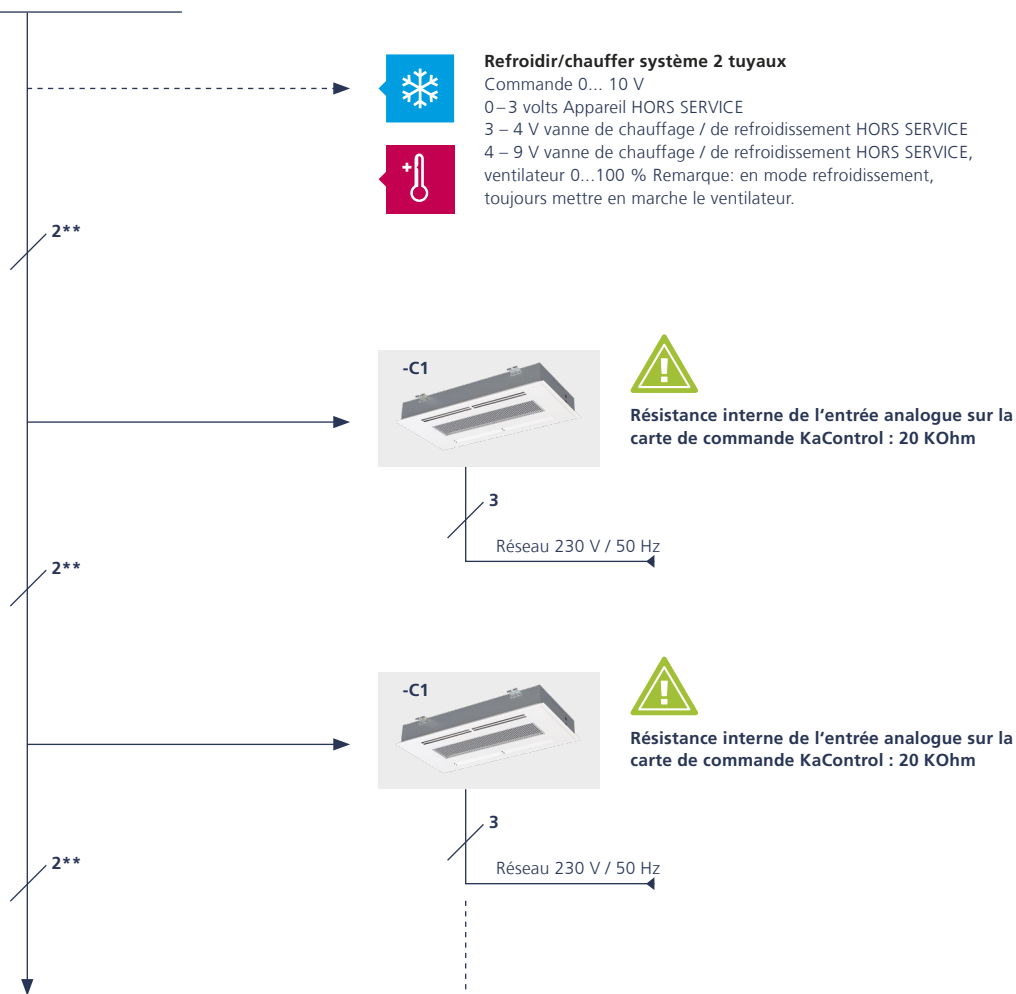 Refroidir/chauffer système 2 tuyaux
Commande 0... 10 V
0–3 volts Appareil HORS SERVICE
3 – 4 V vanne de chauffage / de refroidissement HORS SERVICE
4 – 9 V vanne de chauffage / de refroidissement HORS SERVICE,
ventilateur 0...100 % Remarque: en mode refroidissement,
toujours mettre en marche le ventilateur.
2**
-C1
Résistance interne de l‘entrée analogue sur la
carte de commande KaControl : 20 KOhm
3
Réseau 230 V / 50 Hz
2**
-C1
Résistance interne de l‘entrée analogue sur la
carte de commande KaControl : 20 KOhm
3
2**
Réseau 230 V / 50 Hz